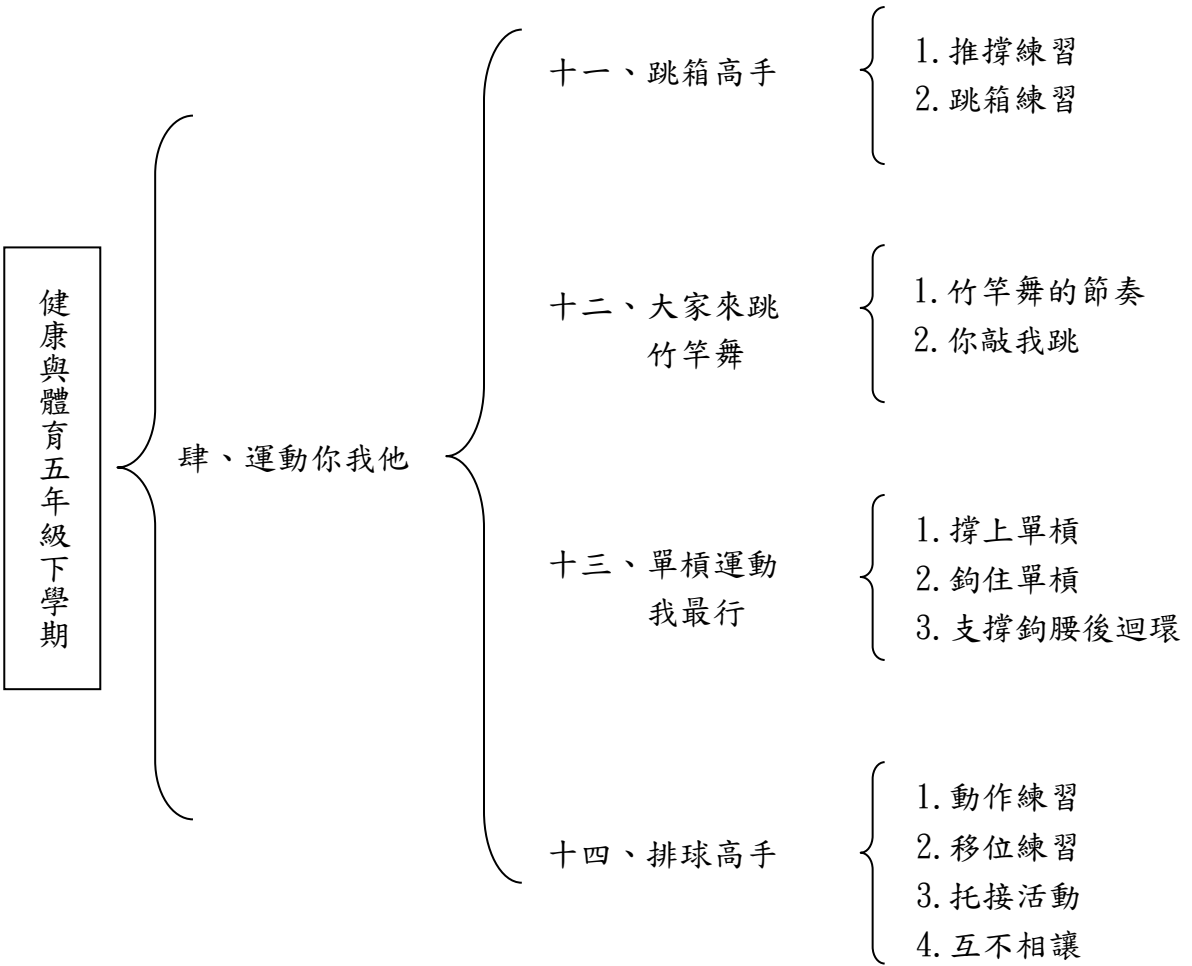 健康與體育五年級下學期
肆、運動你我他
十一、跳箱高手
1.推撐練習
2.跳箱練習
十二、大家來跳
竹竿舞
1.竹竿舞的節奏
2.你敲我跳
十三、單槓運動
我最行
1.撐上單槓
2.鉤住單槓
3.支撐鉤腰後迴環
十四、排球高手
1.動作練習
2.移位練習
3.托接活動
4.互不相讓